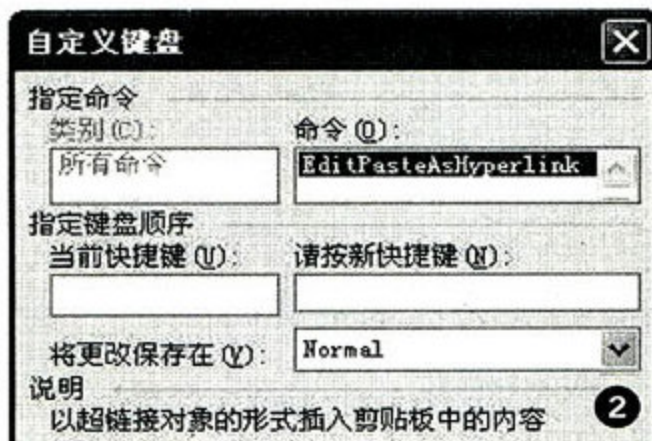 自定义键盘
指定命令
类别(C): 命令(O):
所有命令 EditPasteAsHyperlink
指定键盘顺序
当前快捷键(U): 请按新快捷键(N):
将更改保存在(V): Normal
说明
以超链接对象的形式插入剪贴板中的内容
2